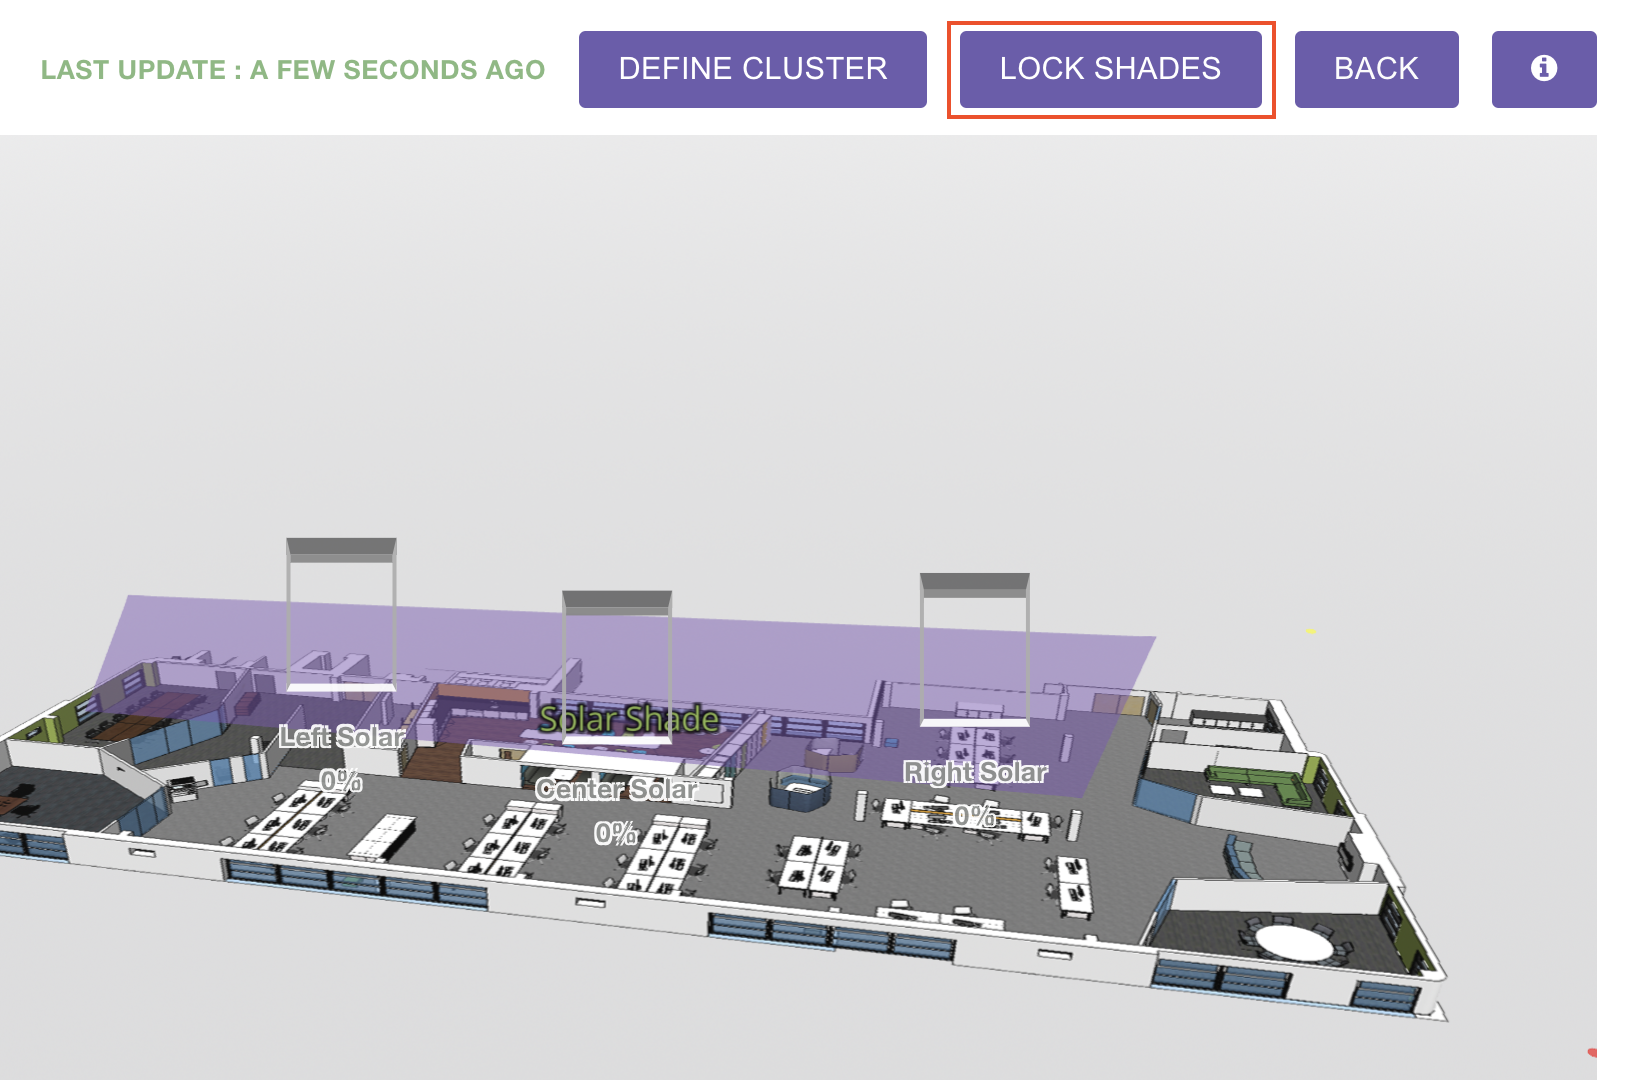 LAST UPDATE : A FEW SECONDS AGO
DEFINE CLUSTER
LOCK SHADES
BACK
Solar Shade
Left Solar
0%
Center Solar
0%
Right Solar
0%